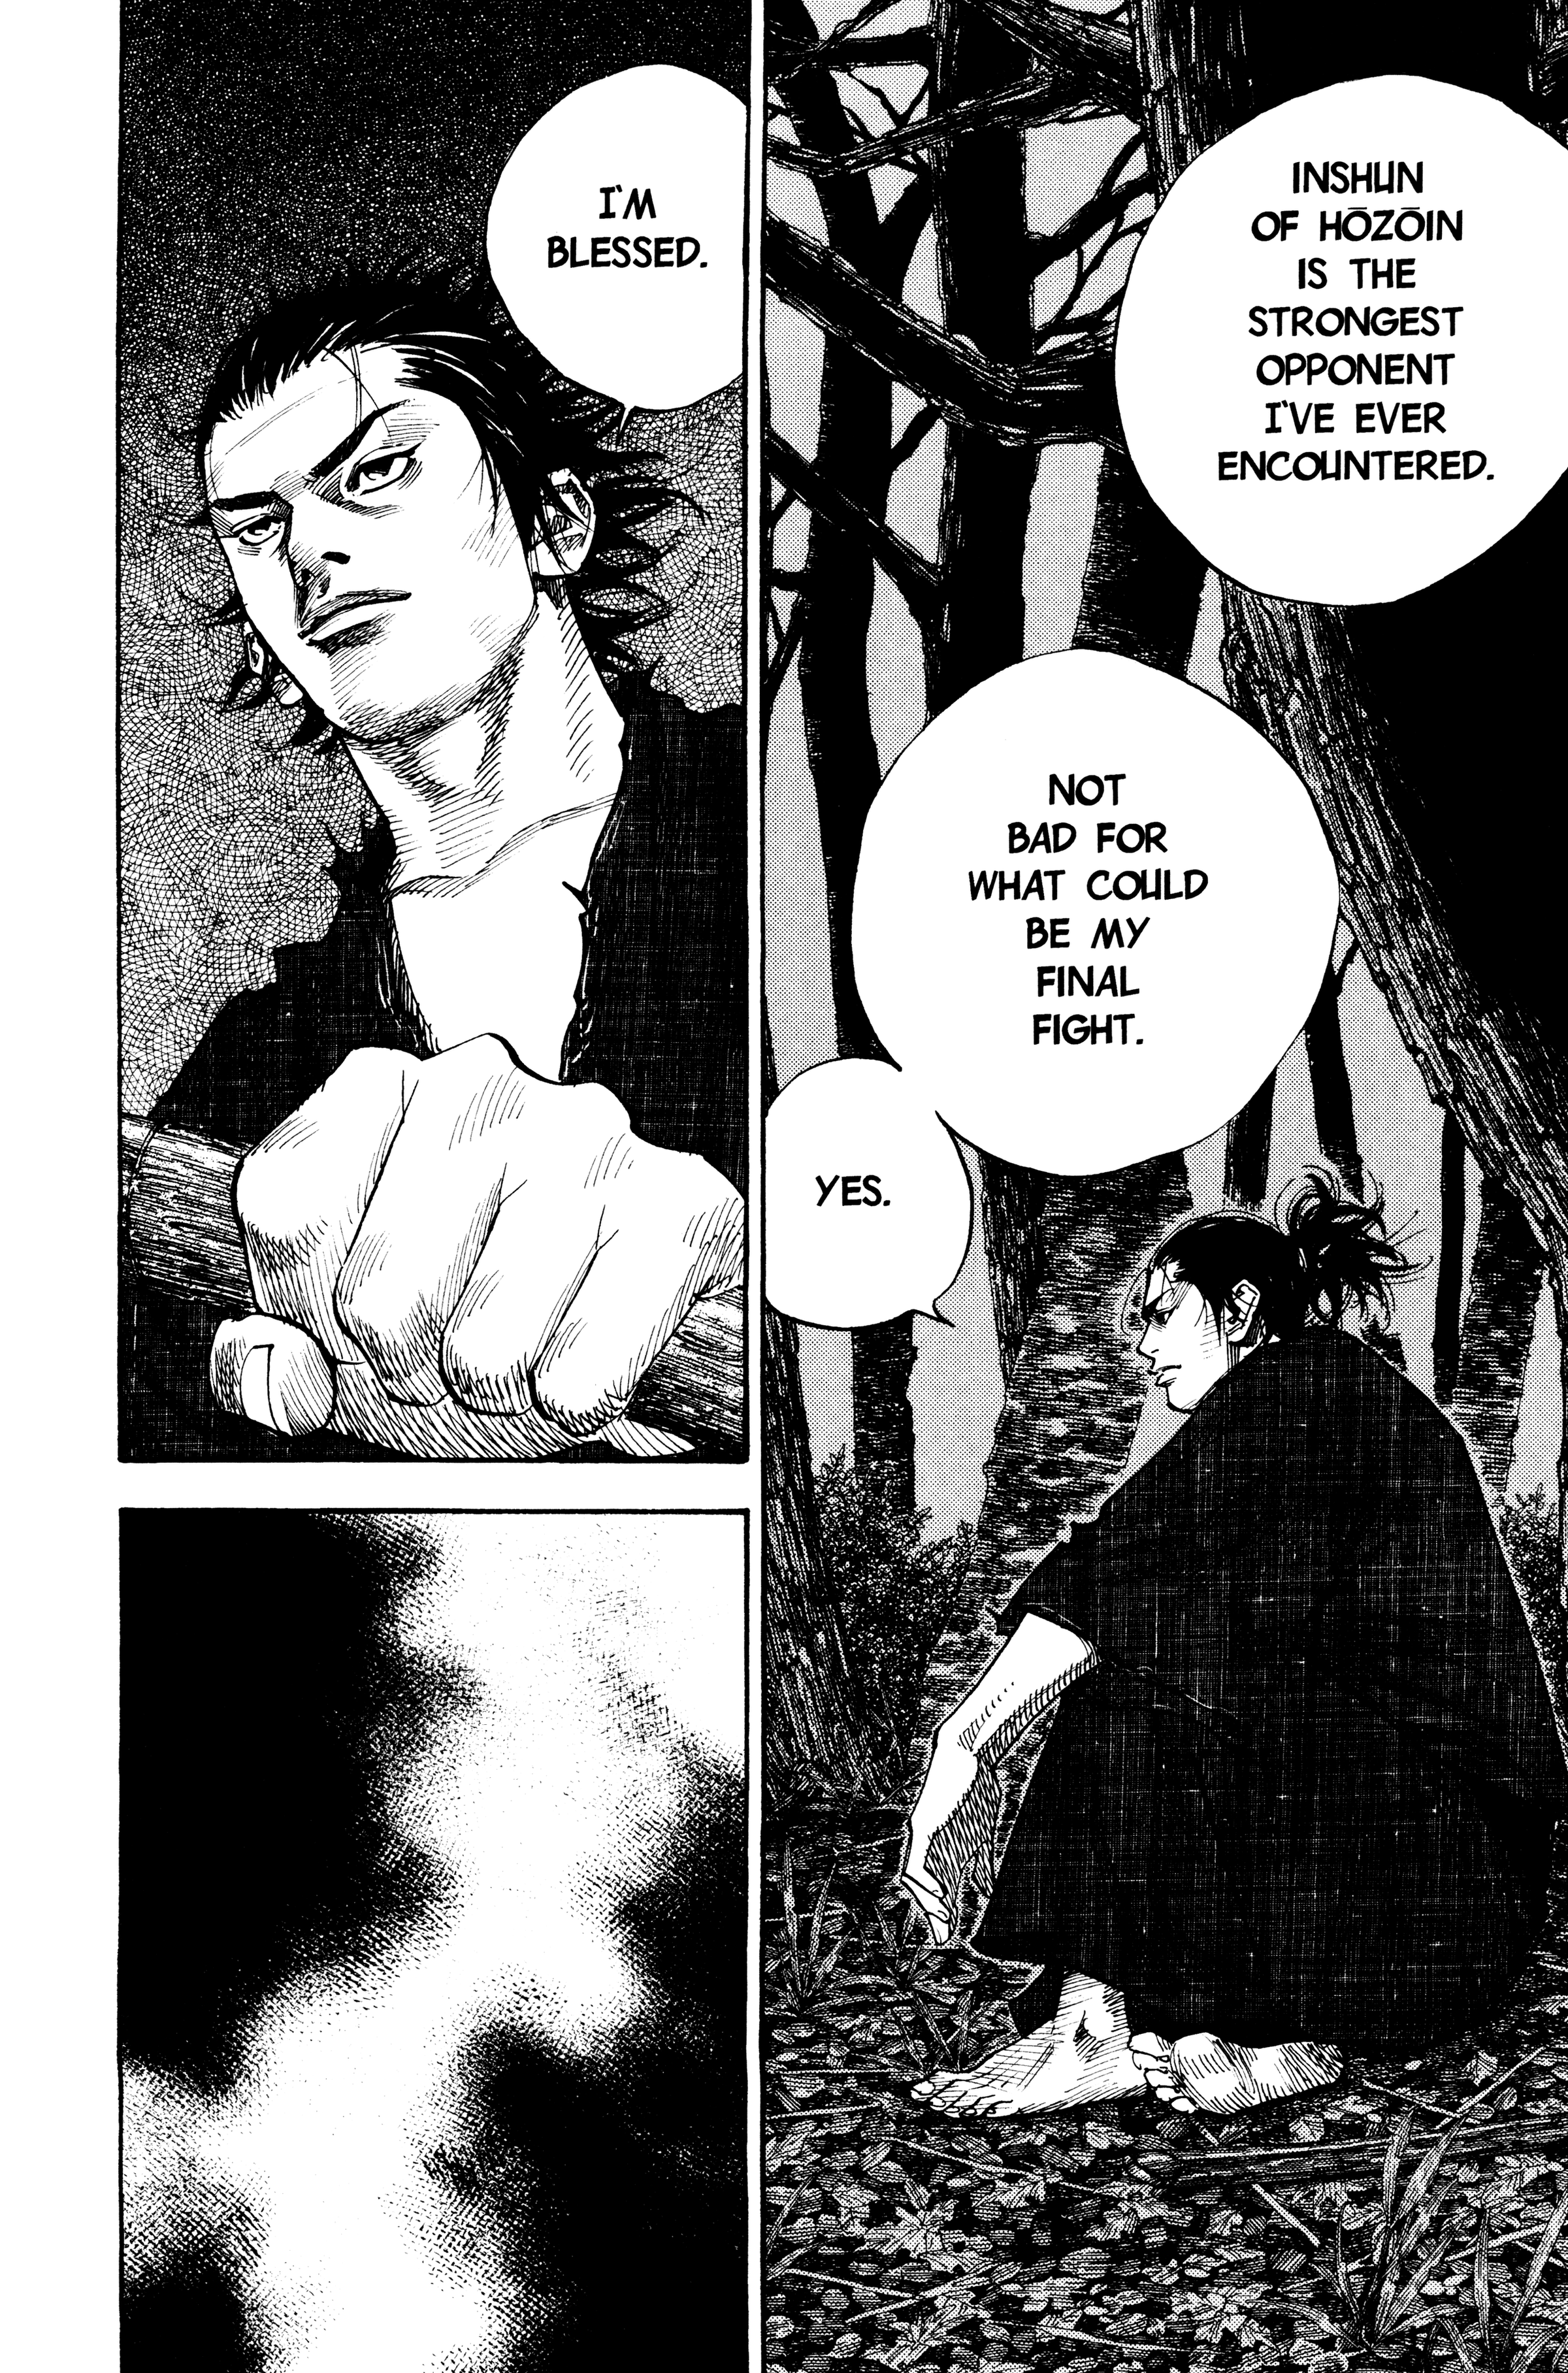 INSHUN
OF HŌZŌIN
IS THE
STRONGEST
OPPONENT
I'VE EVER
ENCOUNTERED.
NOT
BAD FOR
WHAT COULD
BE MY
FINAL
FIGHT.
YES.
I'M
BLESSED.